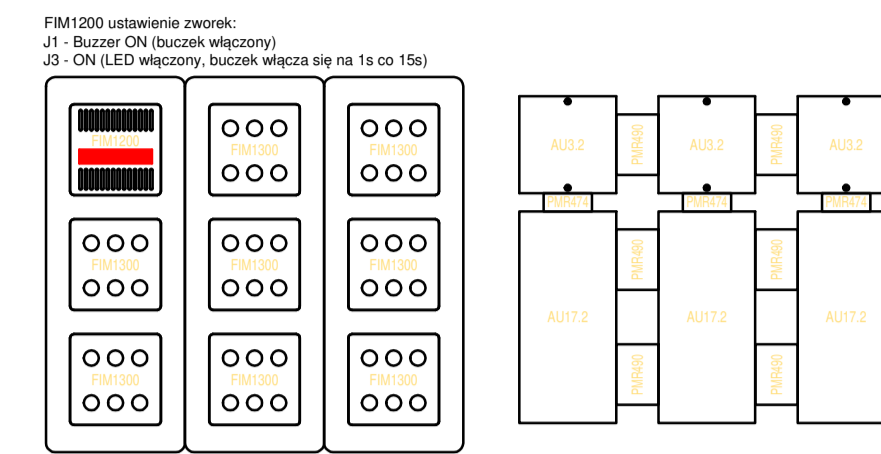 FIM1200 ustawienie zworek:
J1 - Buzzer ON (buczek włączony)
J3 - ON (LED włączony, buczek włącza się na 1s co 15s)
FIM1200
FIM1300
FIM1300
FIM1300
FIM1300
FIM1300
FIM1300
FIM1300
FIM1300
AU3.2
PMR490
AU3.2
PMR490
AU3.2
PMR474
PMR474
PMR474
PMR490
PMR490
AU17.2
AU17.2
AU17.2
PMR490
PMR490